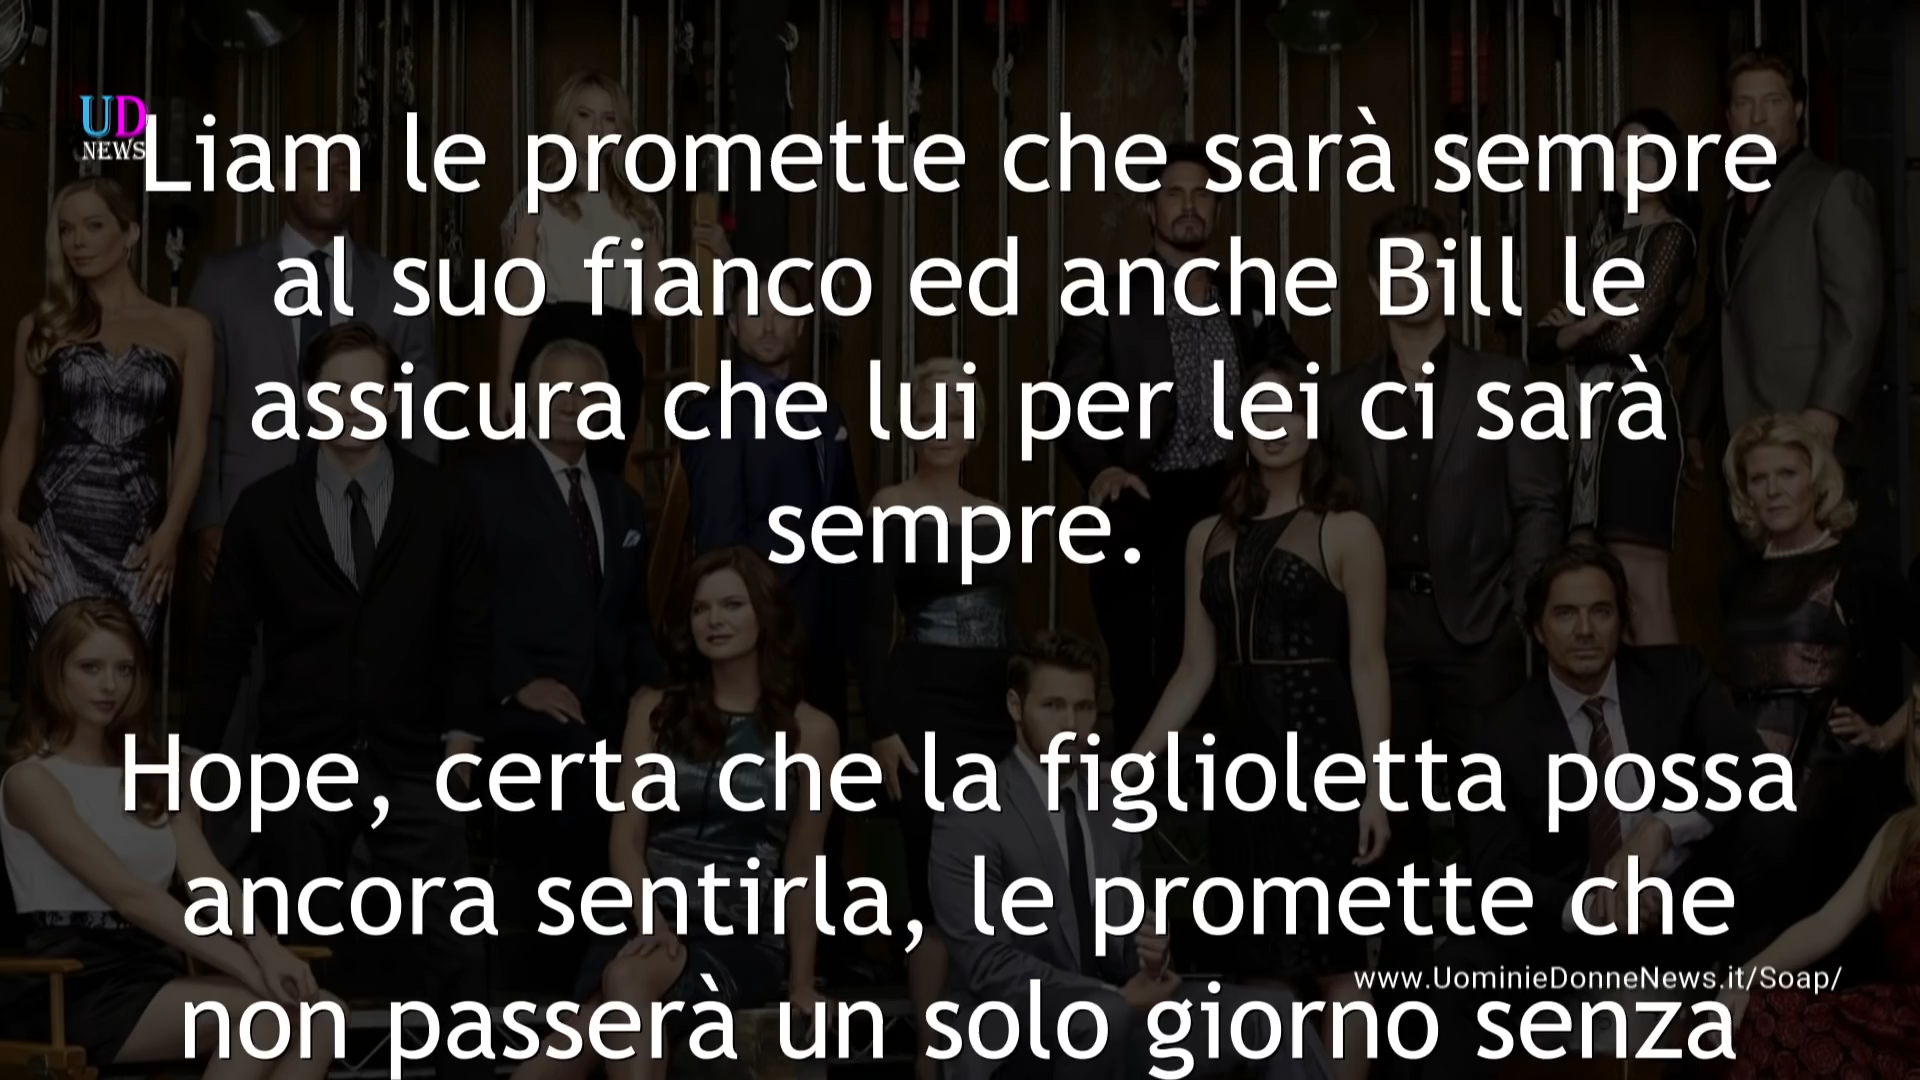 UD
NEWS
Liam le promette che sarà sempre
al suo fianco ed anche Bill le
assicura che lui per lei ci sarà
sempre.
Hope, certa che la figlioletta possa
ancora sentirla, le promette che
www.UominieDonneNews.it/Soap/
non passerà un solo giorno senza